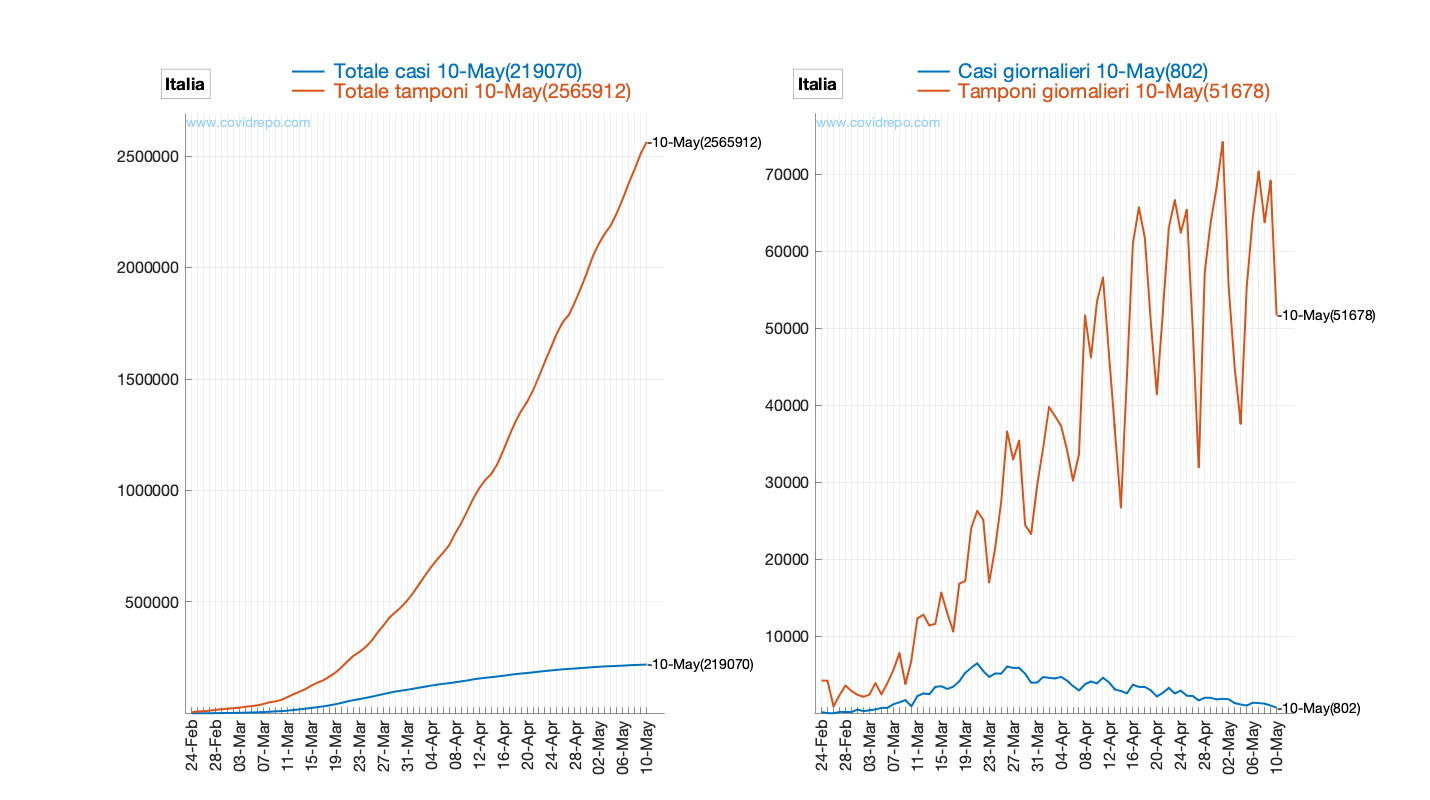 Italia
Totale casi 10-May(219070)
Totale tamponi 10-May(2565912)
www.covidrepo.com
10-May(2565912)
2500000
2000000
1500000
1000000
500000
10-May(219070)
24-Feb
28-Feb
03-Mar
07-Mar
11-Mar
15-Mar
19-Mar
23-Mar
27-Mar
31-Mar
04-Apr
08-Apr
12-Apr
16-Apr
20-Apr
24-Apr
28-Apr
02-May
06-May
10-May
Italia
Casi giornalieri 10-May(802)
Tamponi giornalieri 10-May(51678)
www.covidrepo.com
70000
60000
50000
10-May(51678)
40000
30000
20000
10000
10-May(802)
24-Feb
28-Feb
03-Mar
07-Mar
11-Mar
15-Mar
19-Mar
23-Mar
27-Mar
31-Mar
04-Apr
08-Apr
12-Apr
16-Apr
20-Apr
24-Apr
28-Apr
02-May
06-May
10-May